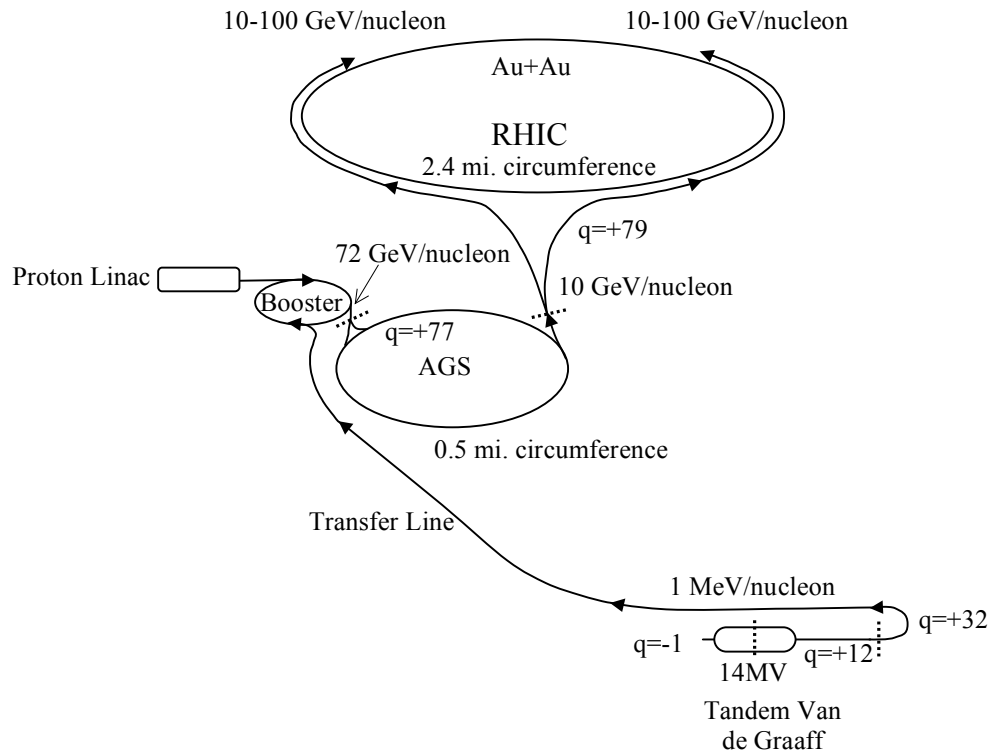 10-100 GeV/nucleon
10-100 GeV/nucleon
Au+Au
RHIC
2.4 mi. circumference
q=+79
72 GeV/nucleon
Proton Linac
10 GeV/nucleon
Booster
q=+77
AGS
0.5 mi. circumference
Transfer Line
1 MeV/nucleon
q=+32
q=-1
q=+12
14MV
Tandem Van
de Graaff